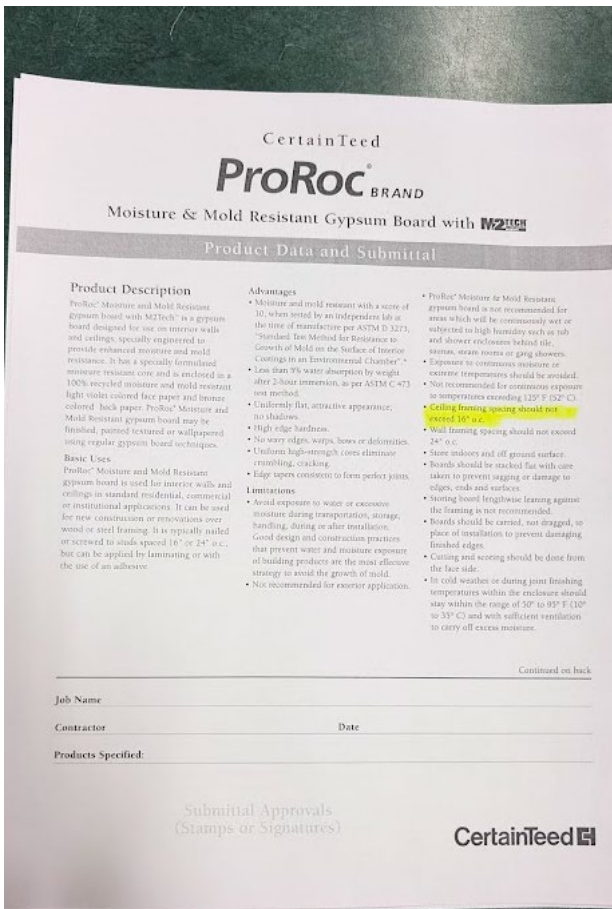 CertainTeed
ProRoc® BRAND
Moisture & Mold Resistant Gypsum Board with M2TECH
Product Data and Submittal
Product Description
ProRoc® Moisture and Mold Resistant
gypsum board with M2Tech® is a gypsum
board designed for use on interior walls
and ceilings, specially engineered to
provide enhanced moisture and mold
resistance. It has a specially formulated
moisture resistant core and is enclosed in a
100% recycled moisture and mold resistant
light violet colored face paper and bronze
colored back paper. ProRoc® Moisture and
Mold Resistant gypsum board may be
finished, painted textured or wallpapered
using regular gypsum board techniques.
Basic Uses
ProRoc® Moisture and Mold Resistant
gypsum board is used for interior walls and
ceilings in standard residential, commercial
or institutional applications. It can be used
for new construction or renovations over
wood or steel framing. It is typically nailed
or screwed to studs spaced 16" or 24" o.c.,
but can be applied by laminating or with
the use of an adhesive.
Advantages
• Moisture and mold resistant with a score of
10, when tested by an independent lab at
the time of manufacture per ASTM D 3273,
"Standard Test Method for Resistance to
Growth of Mold on the Surface of Interior
Coatings in an Environmental Chamber".*
• Less than 5% water absorption by weight
after 2-hour immersion, as per ASTM C 473
test method.
• Uniformly flat, attractive appearance;
no shadows.
• High edge hardness.
• No wavy edges, warps, bows or deformities.
• Uniform high-strength cores eliminate
crumbling, cracking.
• Edge tapers consistent to form perfect joints.
Limitations
• Avoid exposure to water or excessive
moisture during transportation, storage,
handling, during or after installation.
Good design and construction practices
that prevent water and moisture exposure
of building products are the most effective
strategy to avoid the growth of mold.
• Not recommended for exterior application.
• ProRoc® Moisture & Mold Resistant
gypsum board is not recommended for
areas which will be continuously wet or
subjected to high humidity such as tub
and shower enclosures behind tile,
saunas, steam rooms or gang showers.
• Exposure to continuous moisture or
extreme temperatures should be avoided.
• Not recommended for continuous exposure
to temperatures exceeding 125° F (52° C).
• Ceiling framing spacing should not
exceed 16" o.c.
• Wall framing spacing should not exceed
24" o.c.
• Store indoors and off ground surface.
• Boards should be stacked flat with care
taken to prevent sagging or damage to
edges, ends and surfaces.
• Storing board lengthwise leaning against
the framing is not recommended.
• Boards should be carried, not dragged, to
place of installation to prevent damaging
finished edges.
• Cutting and scoring should be done from
the face side.
• In cold weather or during joint finishing
temperatures within the enclosure should
stay within the range of 50° to 95° F (10°
to 35° C) and with sufficient ventilation
to carry off excess moisture.
Continued on back
Job Name
Contractor Date
Products Specified:
Submittal Approvals
(Stamps or Signatures)
CertainTeed